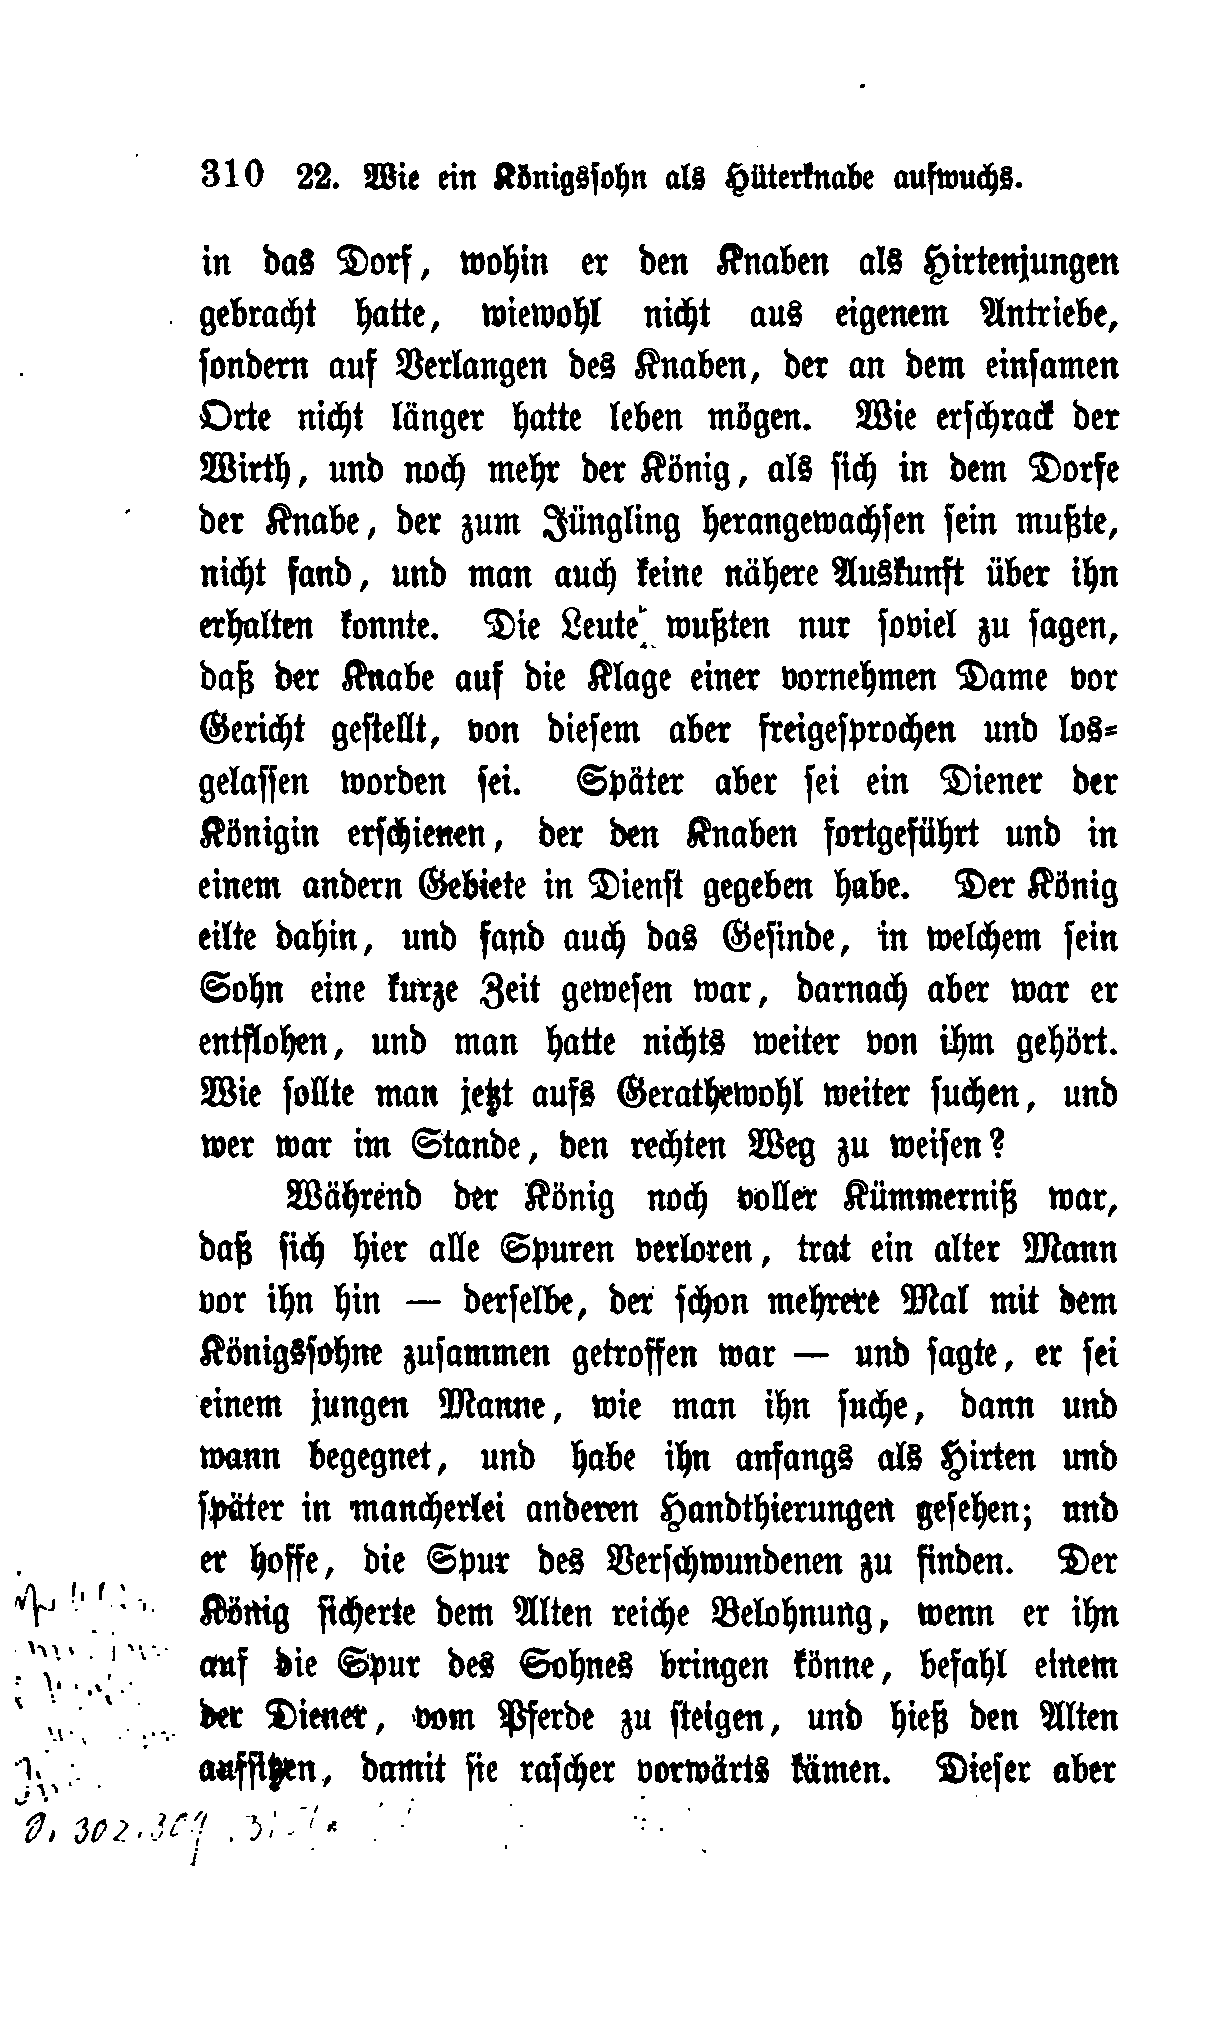 310 22. Wie ein Königssohn als Hüterknabe aufwuchs.
in das Dorf, wohin er den Knaben als Hirtenjungen
gebracht hatte, wiewohl nicht aus eigenem Antriebe,
sondern auf Verlangen des Knaben, der an dem einsamen
Orte nicht länger hatte leben mögen. Wie erschrack der
Wirth, und noch mehr der König, als sich in dem Dorfe
der Knabe, der zum Jüngling herangewachsen sein mußte,
nicht fand, und man auch keine nähere Auskunft über ihn
erhalten konnte. Die Leute wußten nur soviel zu sagen,
daß der Knabe auf die Klage einer vornehmen Dame vor
Gericht gestellt, von diesem aber freigesprochen und los-
gelassen worden sei. Später aber sei ein Diener der
Königin erschienen, der den Knaben fortgeführt und in
einem andern Gebiete in Dienst gegeben habe. Der König
eilte dahin, und fand auch das Gesinde, in welchem sein
Sohn eine kurze Zeit gewesen war, darnach aber war er
entflohen, und man hatte nichts weiter von ihm gehört.
Wie sollte man jetzt aufs Gerathewohl weiter suchen, und
wer war im Stande, den rechten Weg zu weisen?
Während der König noch voller Kümmerniß war,
daß sich hier alle Spuren verloren, trat ein alter Mann
vor ihn hin — derselbe, der schon mehrere Mal mit dem
Königssohne zusammen getroffen war — und sagte, er sei
einem jungen Manne, wie man ihn suche, dann und
wann begegnet, und habe ihn anfangs als Hirten und
später in mancherlei anderen Handthierungen gesehen; und
er hoffe, die Spur des Verschwundenen zu finden. Der
König sicherte dem Alten reiche Belohnung, wenn er ihn
auf die Spur des Sohnes bringen könne, befahl einem
der Diener, vom Pferde zu steigen, und hieß den Alten
aufsitzen, damit sie rascher vorwärts kämen. Dieser aber
302.309